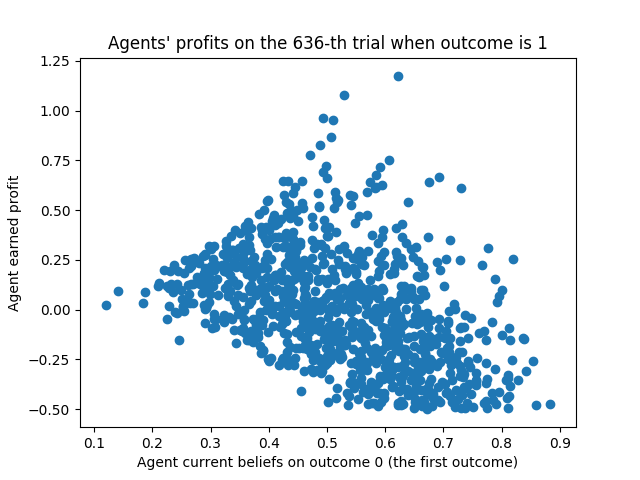 Agents' profits on the 636-th trial when outcome is 1
1.25
1.00
0.75
0.50
0.25
0.00
−0.25
−0.50
Agent earned profit
0.1 0.2 0.3 0.4 0.5 0.6 0.7 0.8 0.9
Agent current beliefs on outcome 0 (the first outcome)